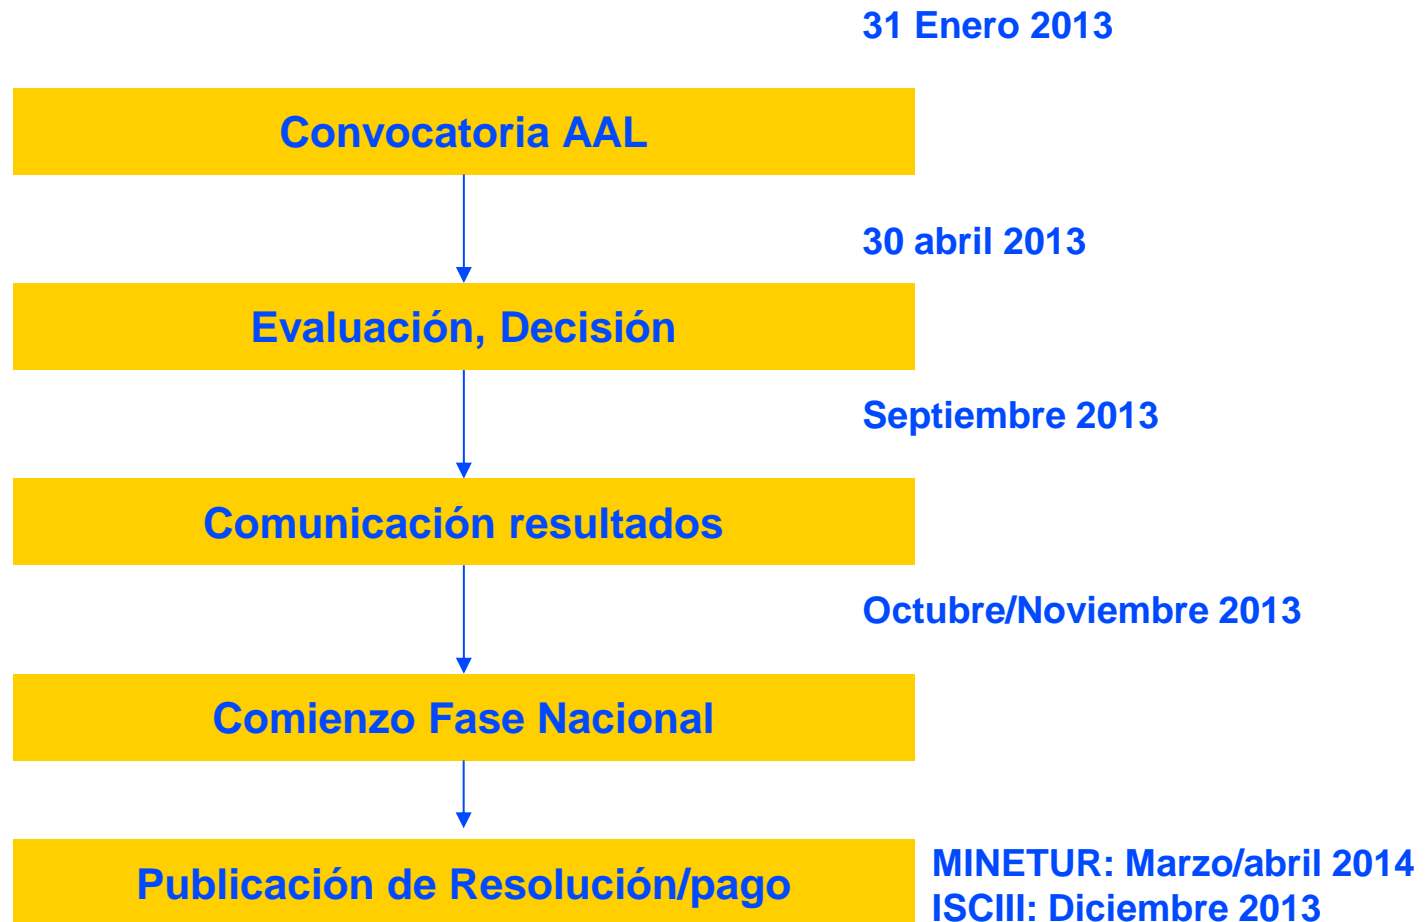 31 Enero 2013
Convocatoria AAL
30 abril 2013
Evaluación, Decisión
Septiembre 2013
Comunicación resultados
Octubre/Noviembre 2013
Comienzo Fase Nacional
Publicación de Resolución/pago
MINETUR: Marzo/abril 2014
ISCIII: Diciembre 2013